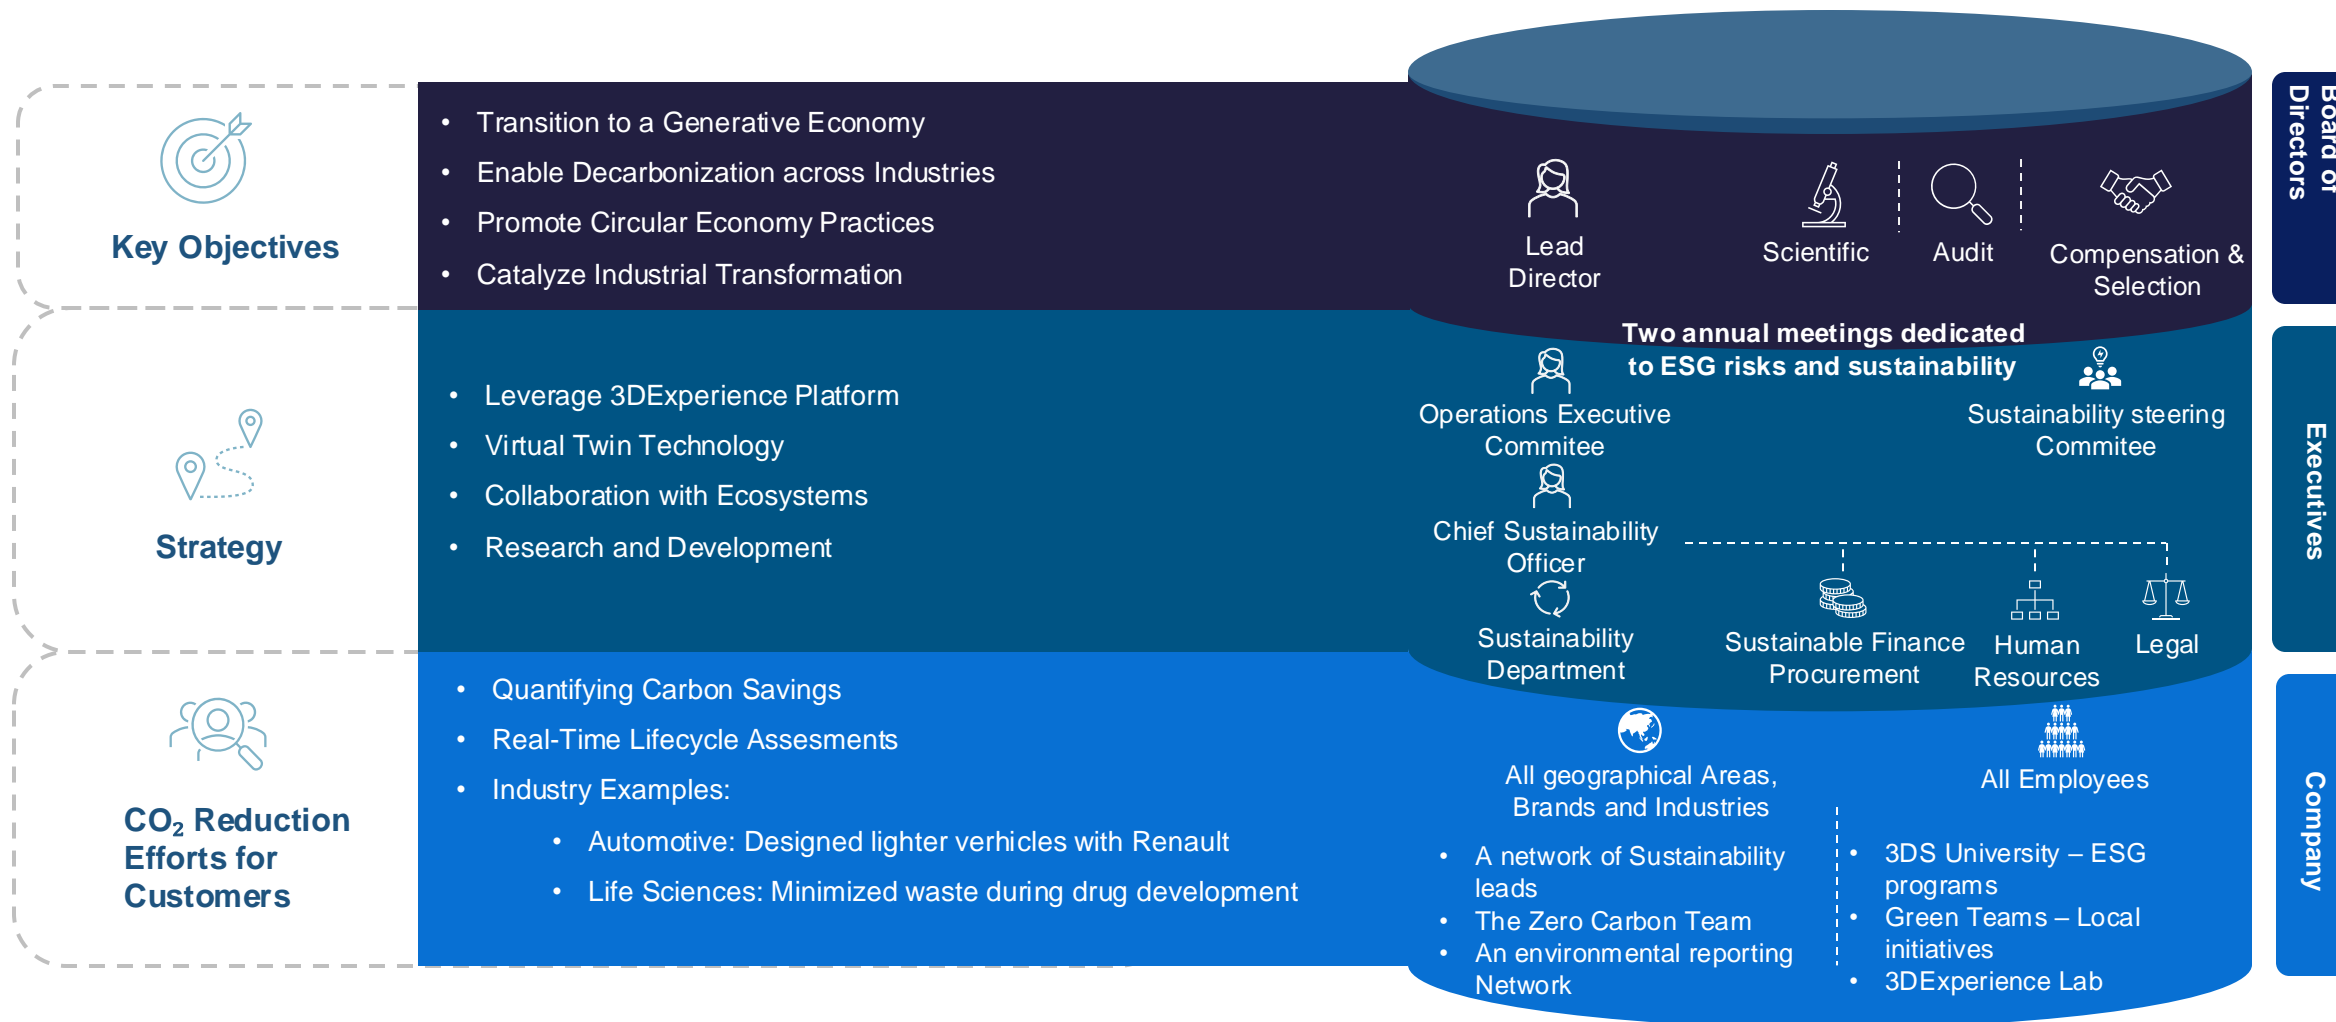 Key Objectives
• Transition to a Generative Economy
• Enable Decarbonization across Industries
• Promote Circular Economy Practices
• Catalyze Industrial Transformation
Lead
Director
Scientific
Audit
Compensation &
Selection
Two annual meetings dedicated
to ESG risks and sustainability
Board of
Directors
Strategy
• Leverage 3DExperience Platform
• Virtual Twin Technology
• Collaboration with Ecosystems
• Research and Development
Operations Executive
Commitee
Sustainability steering
Commitee
Chief Sustainability
Officer
Sustainability
Department
Sustainable Finance
Procurement
Human
Resources
Legal
Executives
CO₂ Reduction
Efforts for
Customers
• Quantifying Carbon Savings
• Real-Time Lifecycle Assesments
• Industry Examples:
• Automotive: Designed lighter verhicles with Renault
• Life Sciences: Minimized waste during drug development
All geographical Areas,
Brands and Industries
• A network of Sustainability
leads
• The Zero Carbon Team
• An environmental reporting
Network
All Employees
• 3DS University – ESG
programs
• Green Teams – Local
initiatives
• 3DExperience Lab
Company